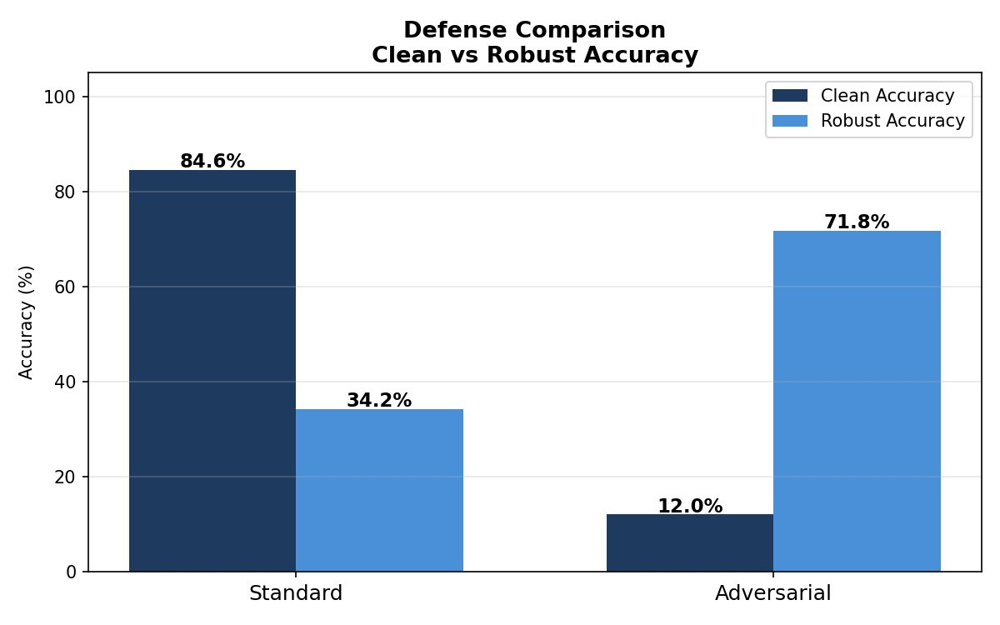 Defense Comparison
Clean vs Robust Accuracy
Clean Accuracy
Robust Accuracy
Accuracy (%)
100
80
60
40
20
0
84.6%
34.2%
12.0%
71.8%
Standard
Adversarial